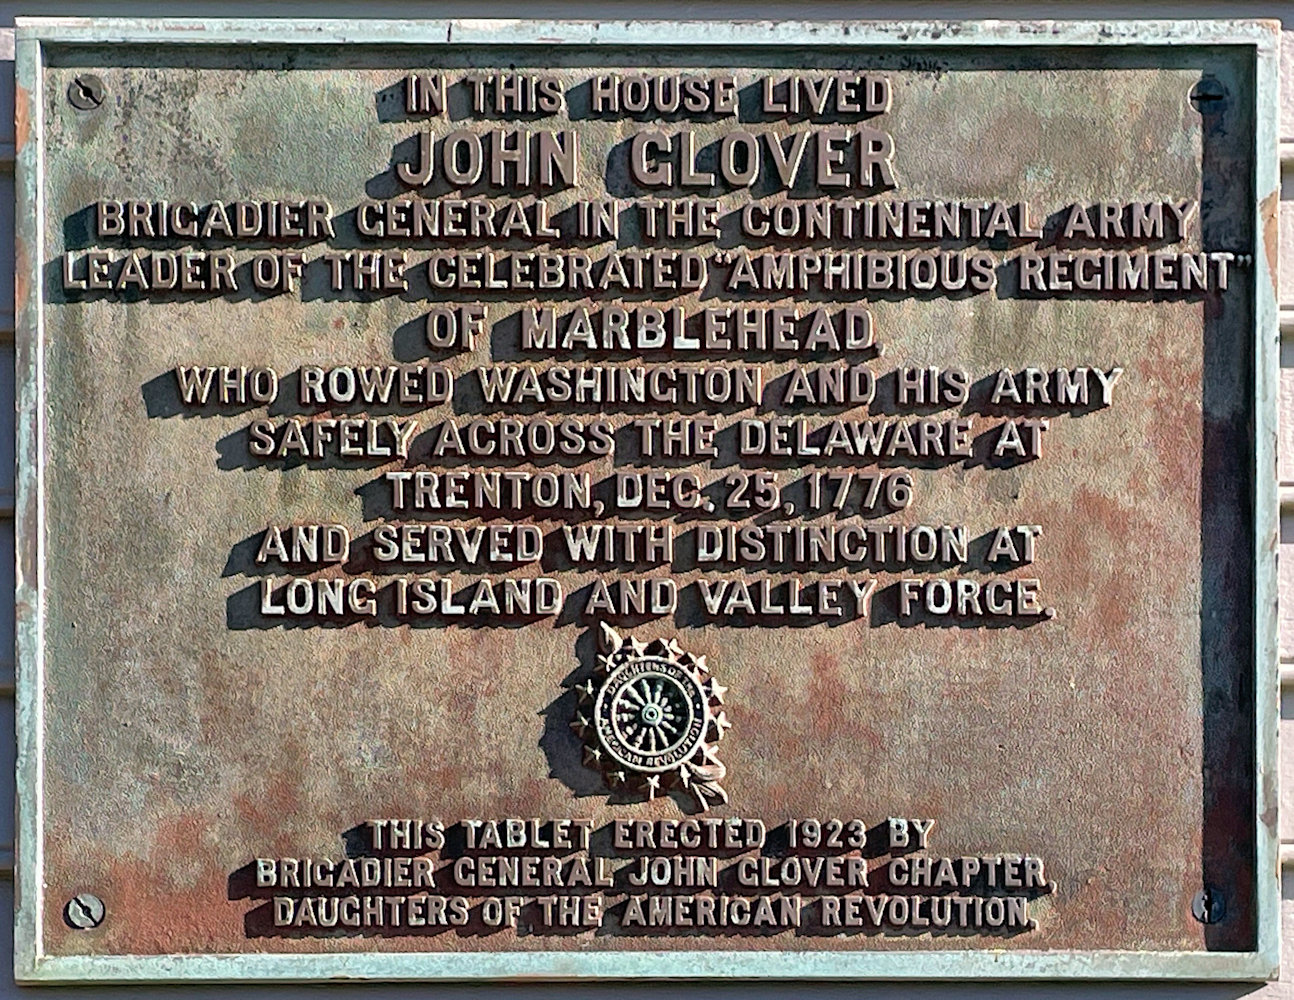 IN THIS HOUSE LIVED
JOHN GLOVER
BRIGADIER GENERAL IN THE CONTINENTAL ARMY
LEADER OF THE CELEBRATED "AMPHIBIOUS REGIMENT"
OF MARBLEHEAD,
WHO ROWED WASHINGTON AND HIS ARMY
SAFELY ACROSS THE DELAWARE AT
TRENTON, DEC. 25, 1776
AND SERVED WITH DISTINCTION AT
LONG ISLAND AND VALLEY FORGE.
DAUGHTERS OF THE
AMERICAN REVOLUTION
THIS TABLET ERECTED 1923 BY
BRIGADIER GENERAL JOHN GLOVER CHAPTER,
DAUGHTERS OF THE AMERICAN REVOLUTION.